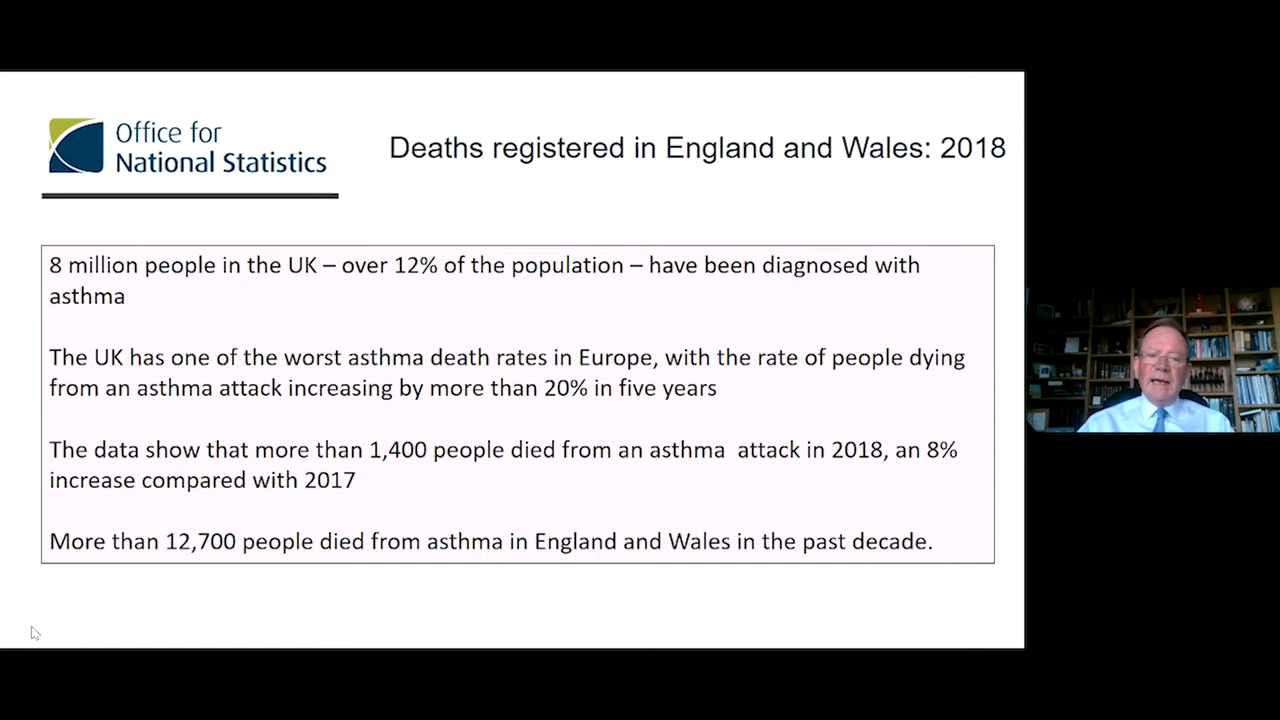 Office for
National Statistics
Deaths registered in England and Wales: 2018
8 million people in the UK – over 12% of the population – have been diagnosed with
asthma
The UK has one of the worst asthma death rates in Europe, with the rate of people dying
from an asthma attack increasing by more than 20% in five years
The data show that more than 1,400 people died from an asthma  attack in 2018, an 8%
increase compared with 2017
More than 12,700 people died from asthma in England and Wales in the past decade.